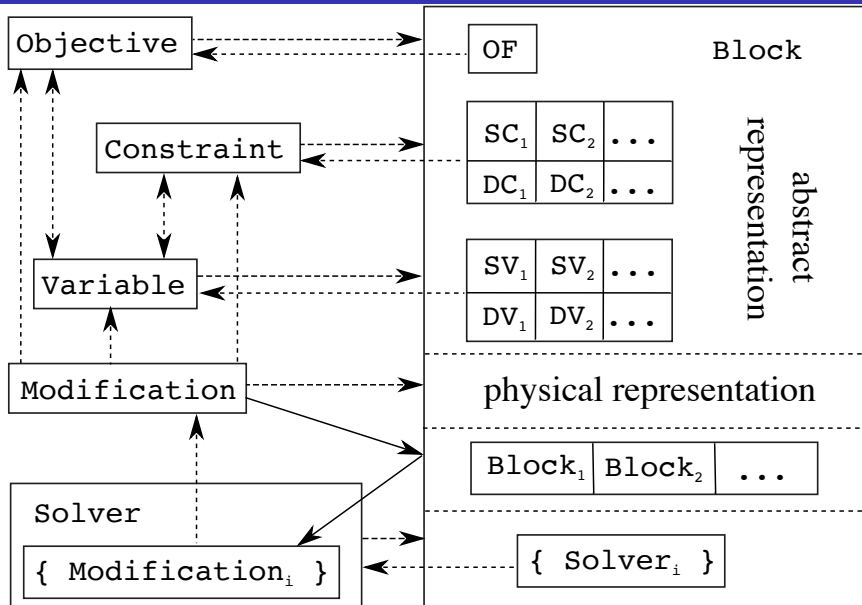 Objective
OF
Block
Constraint
SC₁ SC₂ ...
DC₁ DC₂ ...
abstract
representation
Variable
SV₁ SV₂ ...
DV₁ DV₂ ...
Modification
physical representation
Block₁ Block₂ ...
Solver
{ Modificationᵢ }
{ Solverᵢ }